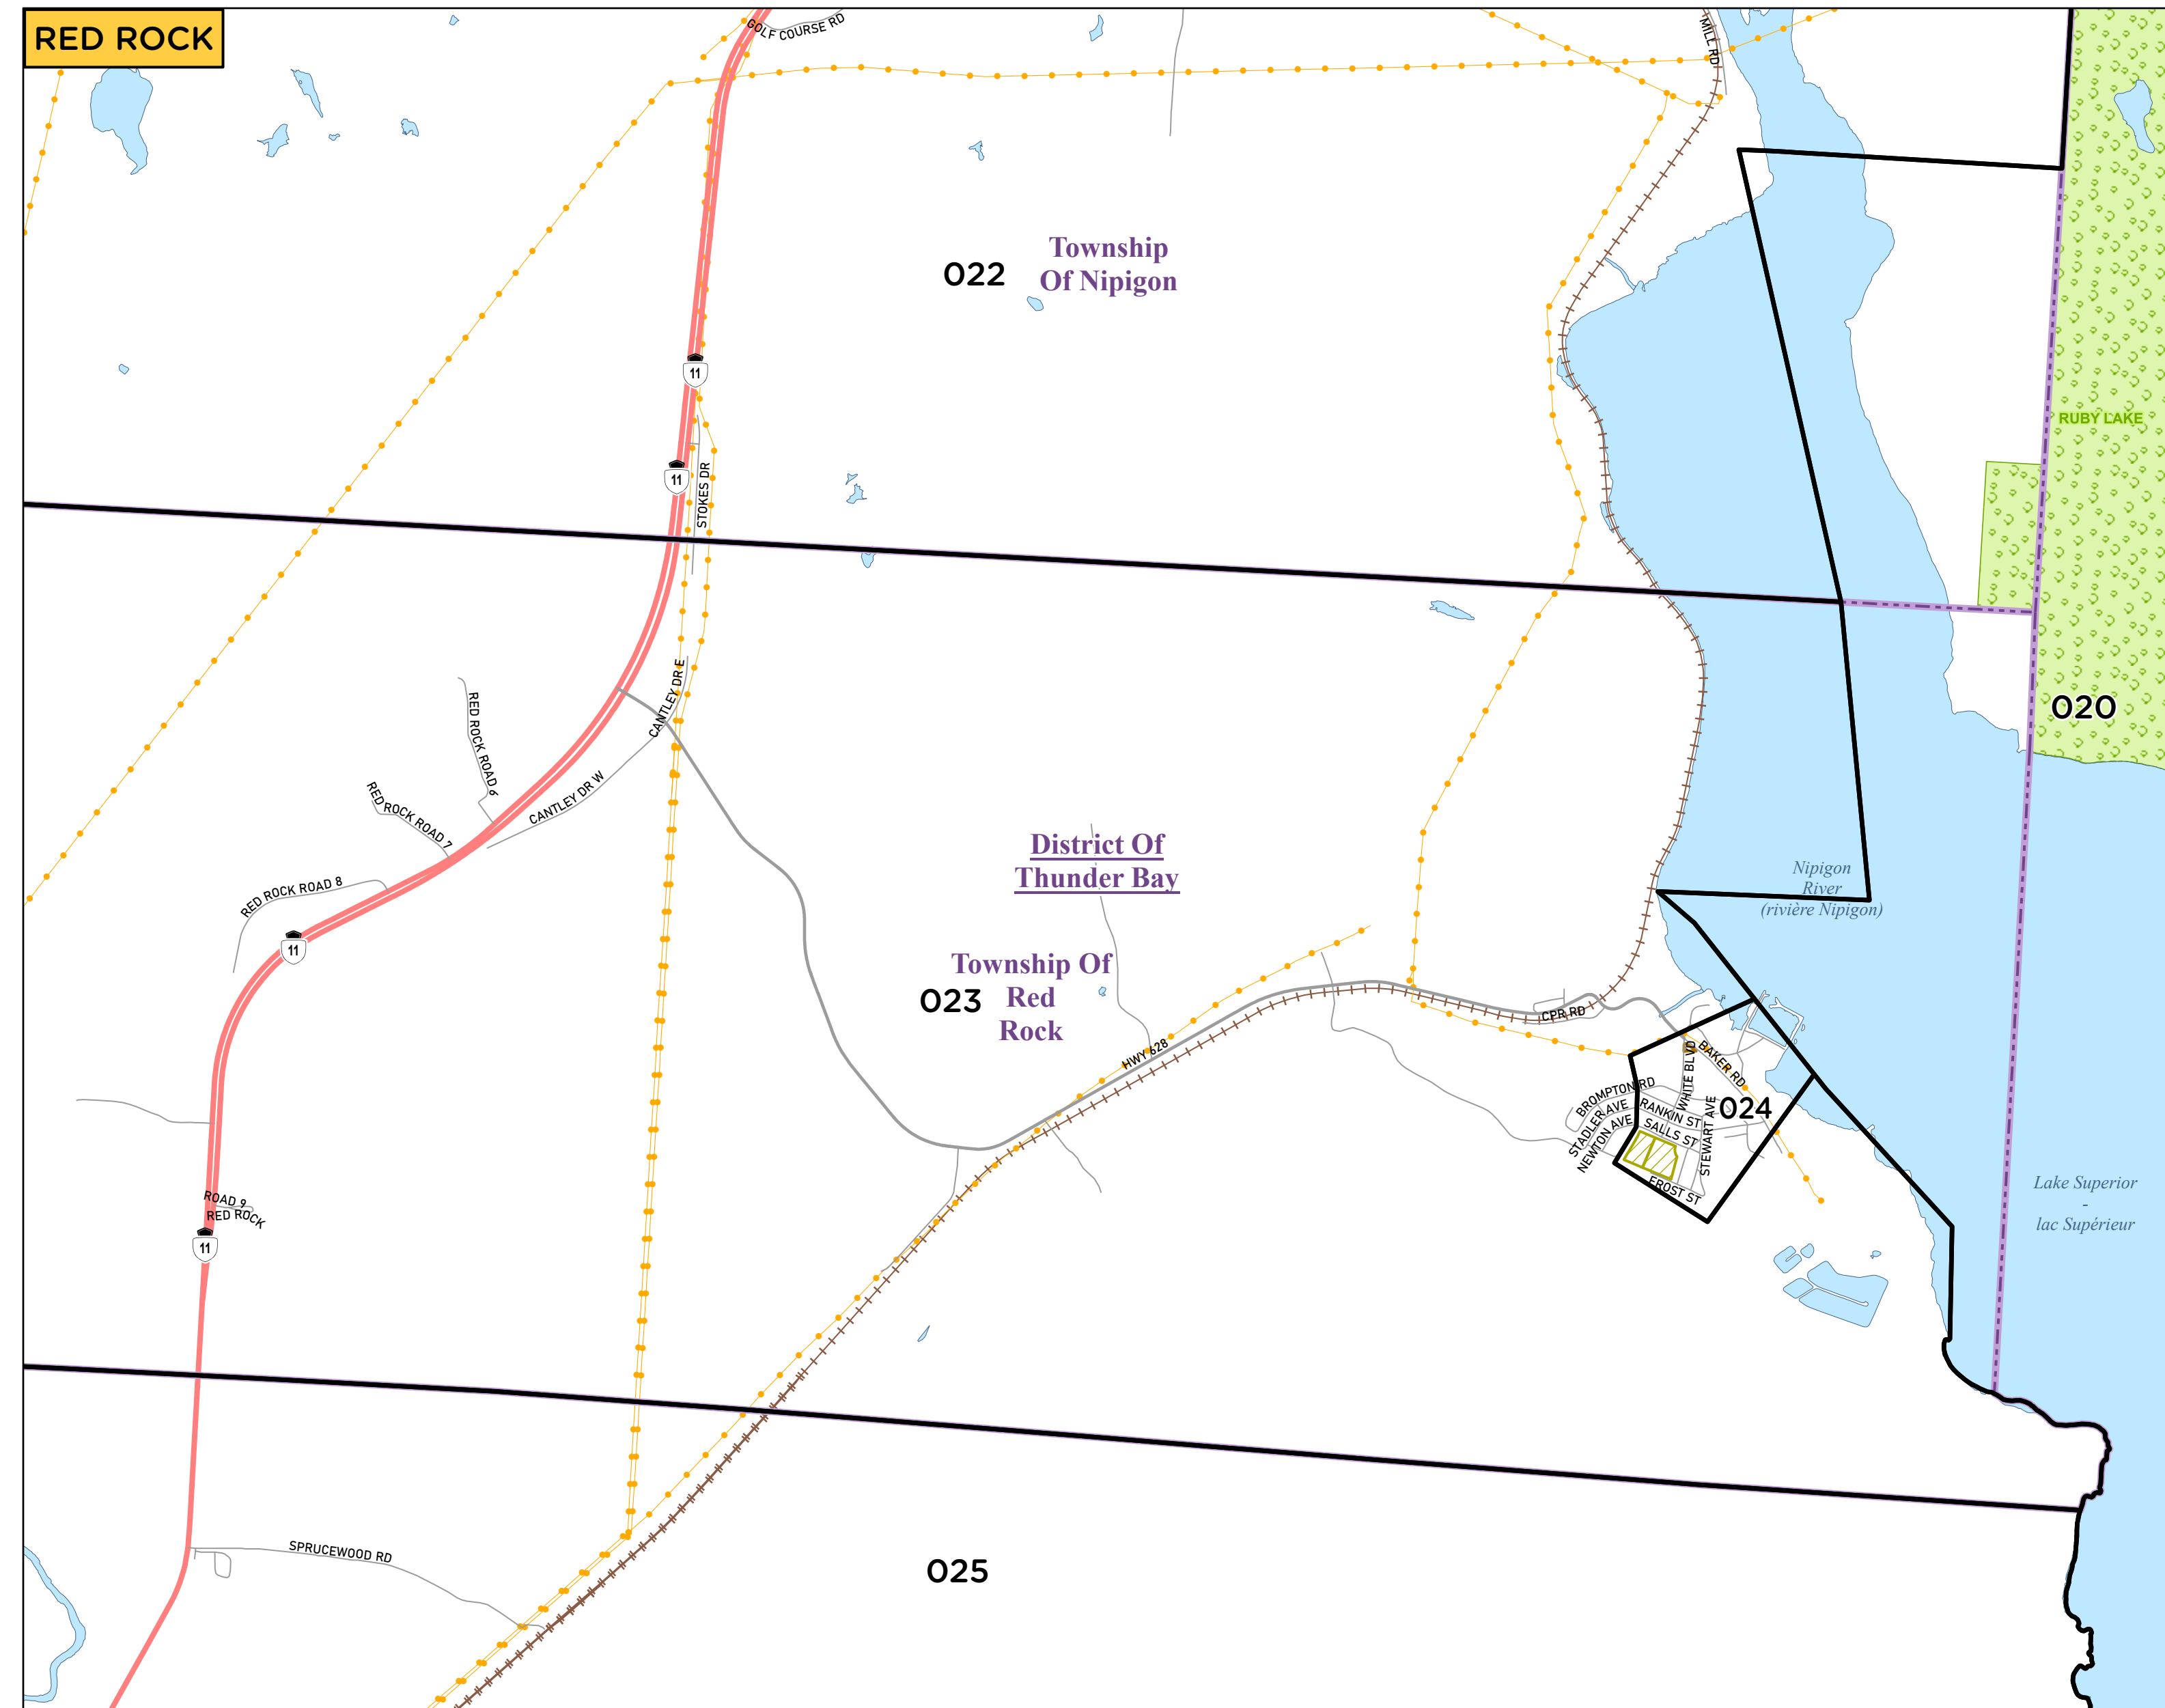 RED ROCK
GOLF COURSE RD
MILL RD
022
Township
Of Nipigon
11
RUBY LAKE
11
STOKES DR
020
CANTLEY DR E
RED ROCK ROAD 6
CANTLEY DR W
RED ROCK ROAD 7
District Of
Thunder Bay
Nipigon
River
(rivière Nipigon)
RED ROCK ROAD 8
11
Township Of
Red
Rock
023
CPR RD
HWY 628
BAKER RD
WHITE BLVD
BROMPTON RD
STADLER AVE
NEWTON AVE
RANKIN ST
SALLS ST
STEWART AVE
024
FROST ST
Lake Superior
-
lac Supérieur
ROAD 9
RED ROCK
11
SPRUCEWOOD RD
025